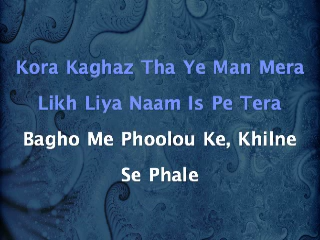 Kora Kaghaz Tha Ye Man Mera
Likh Liya Naam Is Pe Tera
Bagho Me Phoolou Ke, Khilne
Se Phale